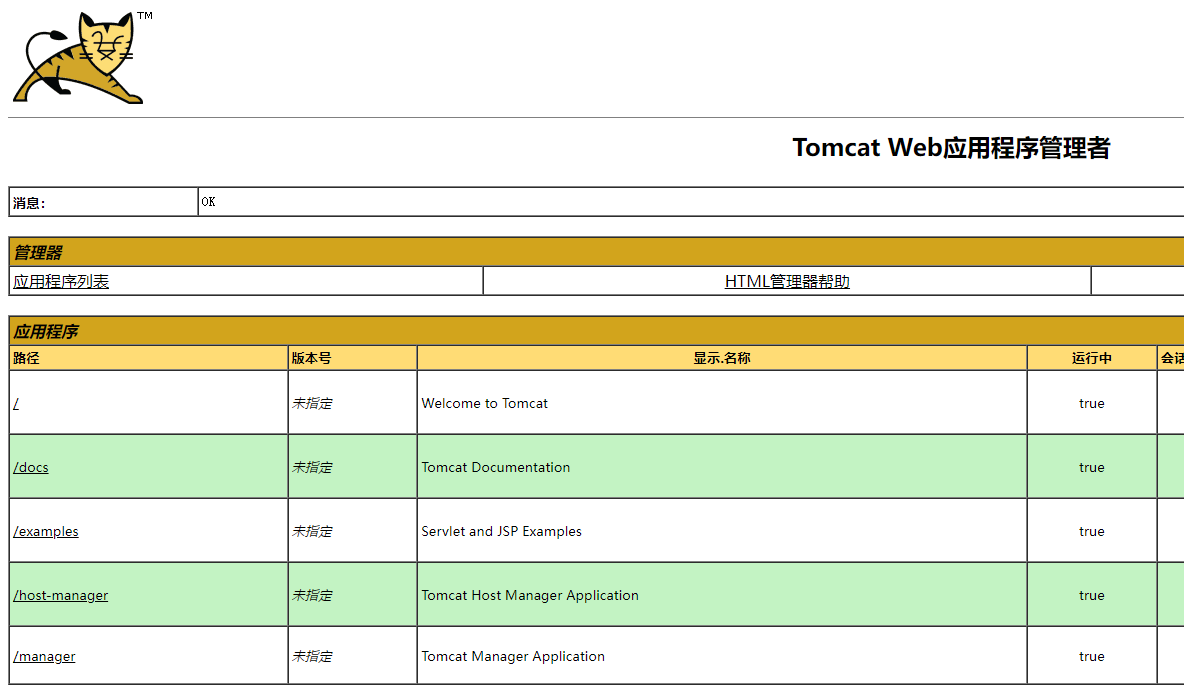 TM
Tomcat Web应用程序管理者
消息: OK
管理器
应用程序列表 HTML管理器帮助
应用程序
路径 版本号 显示.名称 运行中 会话
/ 未指定 Welcome to Tomcat true
/docs 未指定 Tomcat Documentation true
/examples 未指定 Servlet and JSP Examples true
/host-manager 未指定 Tomcat Host Manager Application true
/manager 未指定 Tomcat Manager Application true